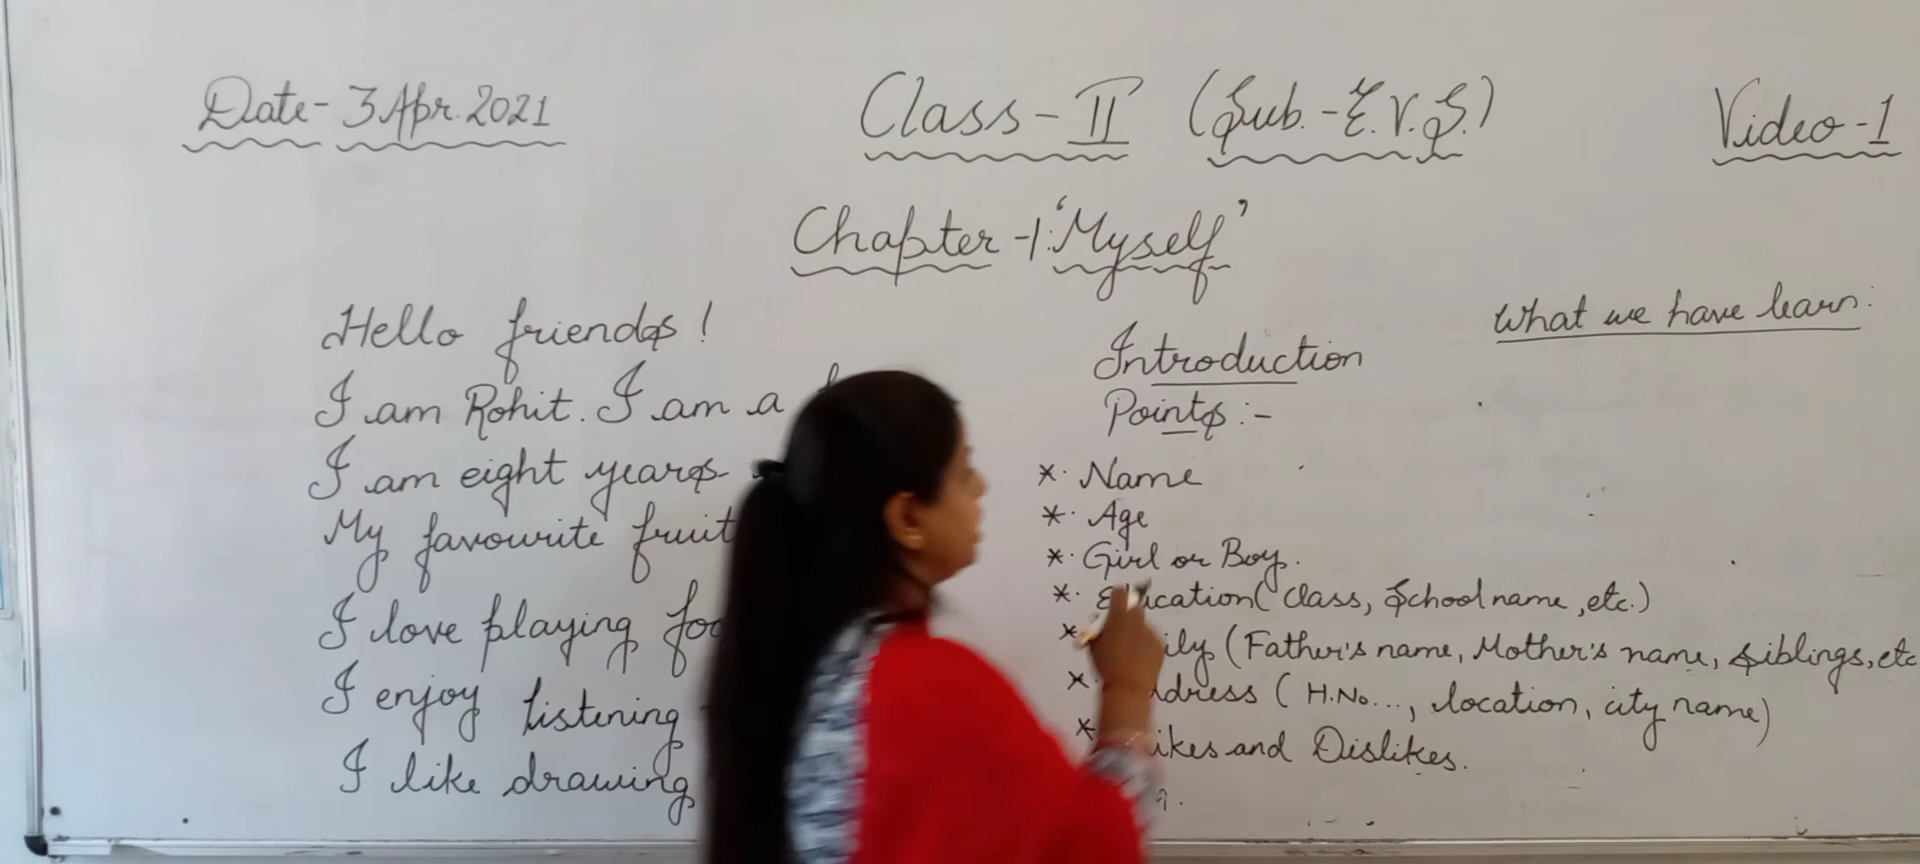 Date- 3 Apr. 2021
Class - II (Sub. - E.V.S.)
Video -1
Chapter -1: 'Myself'
Hello friends!
I am Rohit. I am a
I am eight years
My favourite fruit
I love playing
I enjoy listening
I like drawing
Introduction
Points :-
*. Name
*. Age
*. Girl or Boy.
*. Education (class, School name, etc.)
* (Father's name, Mother's name, Siblings, etc
* (H.No..., location, city name)
* and Dislikes.
What we have learn: